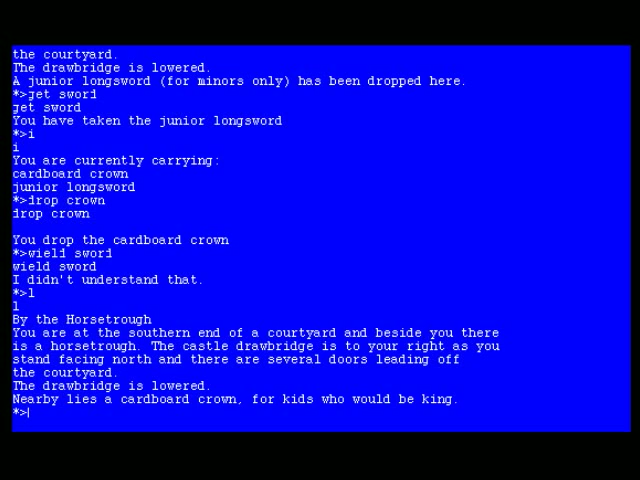 the courtyard.
The drawbridge is lowered.
A junior longsword (for minors only) has been dropped here.
*>get sword
get sword
You have taken the junior longsword
*>i
i
You are currently carrying:
cardboard crown
junior longsword
*>drop crown
drop crown
You drop the cardboard crown
*>wield sword
wield sword
I didn't understand that.
*>l
l
By the Horsetrough
You are at the southern end of a courtyard and beside you there
is a horsetrough. The castle drawbridge is to your right as you
stand facing north and there are several doors leading off
the courtyard.
The drawbridge is lowered.
Nearby lies a cardboard crown, for kids who would be king.
*>